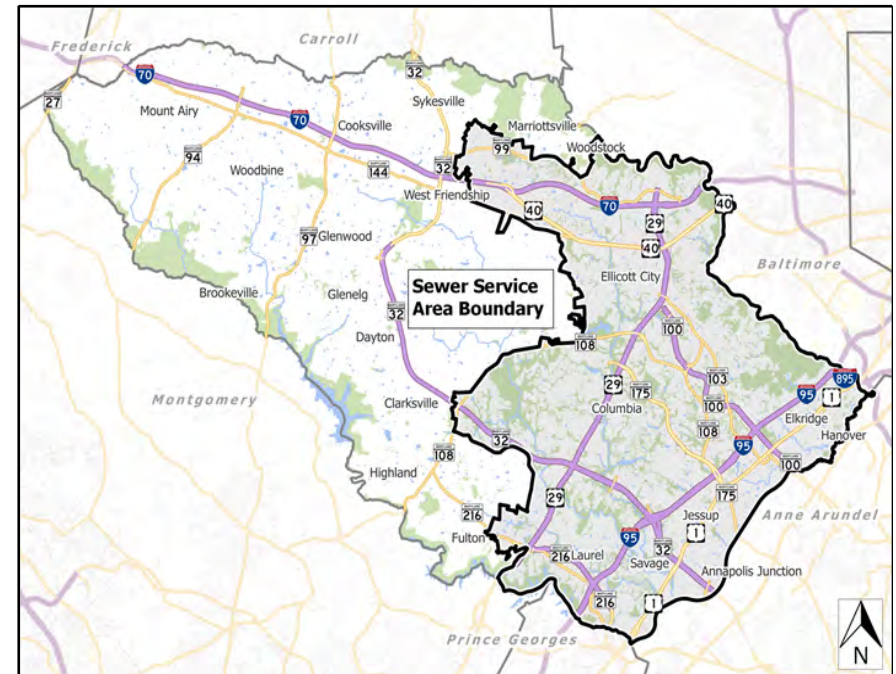 Frederick
Carroll
70
32
27
Mount Airy
Sykesville
70
Cooksville
Marriottsville
94
MARYLAND
99
Woodstock
Woodbine
144
32
West Friendship
70
40
40
29
97
Glenwood
40
Baltimore
Ellicott City
Sewer Service
Area Boundary
Brookeville
Glenelg
32
100
Dayton
108
103
895
29
175
95
1
Montgomery
Clarksville
Columbia
100
Elkridge
32
108
Hanover
108
95
100
Highland
175
29
216
Jessup
Anne Arundel
Fulton
95
1
216
Laurel
32
Savage
Annapolis Junction
216
1
Prince Georges
N